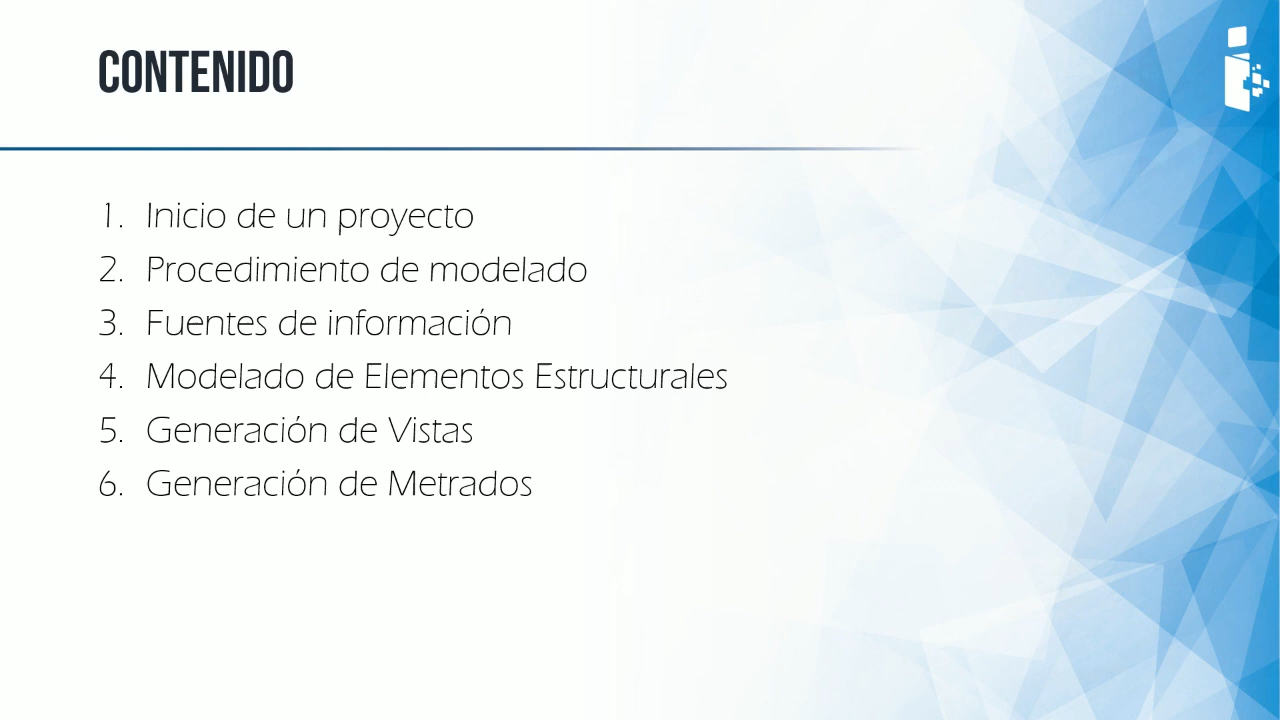 CONTENIDO
1. Inicio de un proyecto
2. Procedimiento de modelado
3. Fuentes de información
4. Modelado de Elementos Estructurales
5. Generación de Vistas
6. Generación de Metrados